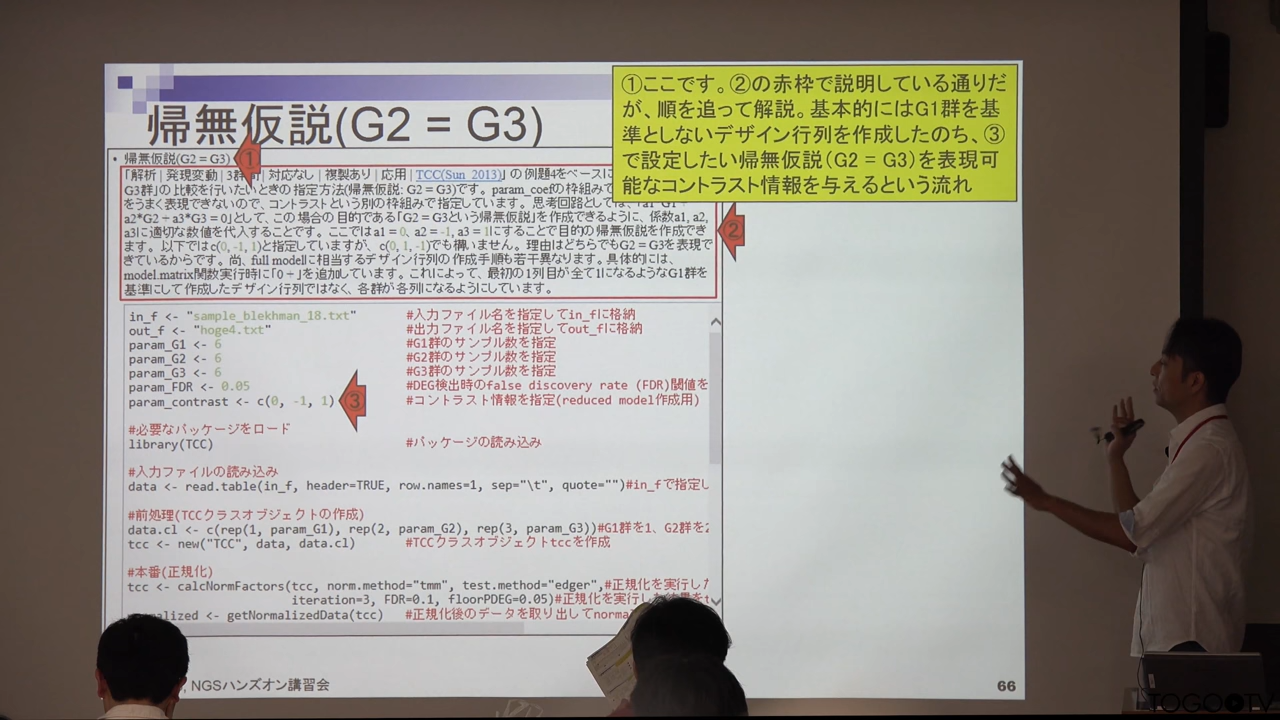 帰無仮説(G2 = G3)
①ここです。②の赤枠で説明している通りだ
が、順を追って解説。基本的にはG1群を基
準としないデザイン行列を作成したのち、③
で設定したい帰無仮説(G2 = G3)を表現可
能なコントラスト情報を与えるという流れ
• 帰無仮説(G2 = G3)
①
「解析 | 発現変動 | 3群間 | 対応なし | 複製あり | 応用 | TCC(Sun_2013)」の例題4をベースに
G3群」の比較を行いたいときの指定方法(帰無仮説: G2 = G3)です。param_coefの枠組みで
をうまく表現できないので、コントラストという別の枠組みで指定しています。思考回路としては、「a1*G1 +
a2*G2 + a3*G3 = 0」として、この場合の目的である「G2 = G3という帰無仮説」を作成できるように、係数a1, a2,
a3に適切な数値を代入することです。ここではa1 = 0, a2 = -1, a3 = 1にすることで目的の帰無仮説を作成でき
ます。以下ではc(0, -1, 1)と指定していますが、c(0, 1, -1)でも構いません。理由はどちらでもG2 = G3を表現で
きているからです。尚、full modelに相当するデザイン行列の作成手順も若干異なります。具体的には、
model.matrix関数実行時に「0 + 」を追加しています。これによって、最初の1列目が全て1になるようなG1群を
基準にして作成したデザイン行列ではなく、各群が各列になるようにしています。
②
in_f <- "sample_blekhman_18.txt" #入力ファイル名を指定してin_fに格納
out_f <- "hoge4.txt" #出力ファイル名を指定してout_fに格納
param_G1 <- 6 #G1群のサンプル数を指定
param_G2 <- 6 #G2群のサンプル数を指定
param_G3 <- 6 #G3群のサンプル数を指定
param_FDR <- 0.05 #DEG検出時のfalse discovery rate (FDR)閾値を
param_contrast <- c(0, -1, 1) ③ #コントラスト情報を指定(reduced model作成用)
#必要なパッケージをロード
library(TCC) #パッケージの読み込み
#入力ファイルの読み込み
data <- read.table(in_f, header=TRUE, row.names=1, sep="\t", quote="")#in_fで指定し
#前処理(TCCクラスオブジェクトの作成)
data.cl <- c(rep(1, param_G1), rep(2, param_G2), rep(3, param_G3))#G1群を1、G2群を2
tcc <- new("TCC", data, data.cl) #TCCクラスオブジェクトtccを作成
#本番(正規化)
tcc <- calcNormFactors(tcc, norm.method="tmm", test.method="edger",#正規化を実行した
iteration=3, FDR=0.1, floorPDEG=0.05)#正規化を実行した結果をt
normalized <- getNormalizedData(tcc) #正規化後のデータを取り出してnorma
, NGSハンズオン講習会
66
TOGOTV